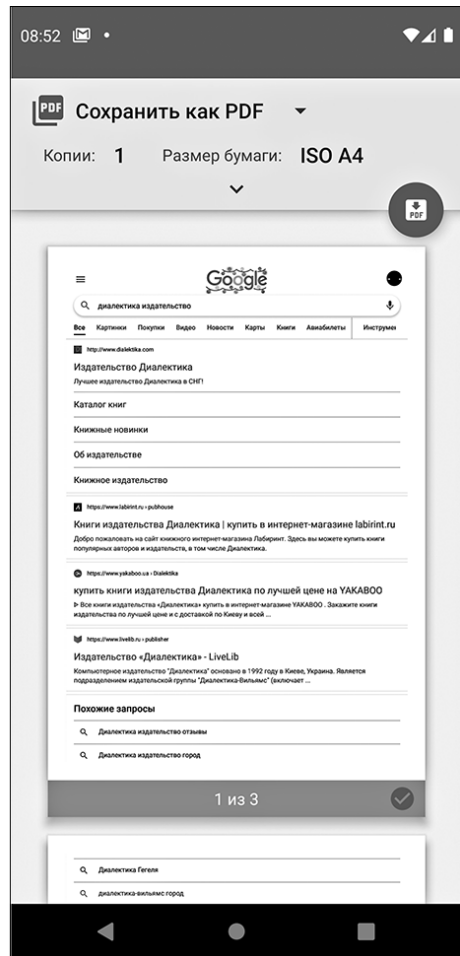 08:52
PDF Сохранить как PDF
Копии: 1 Размер бумаги: ISO A4
PDF
Google
диалектика издательство
Все Картинки Покупки Видео Новости Карты Книги Авиабилеты Инструмен
http://www.dialektika.com
Издательство Диалектика
Лучшее издательство Диалектика в СНГ!
Каталог книг
Книжные новинки
Об издательстве
Книжное издательство
https://www.labirint.ru › pubhouse
Книги издательства Диалектика | купить в интернет-магазине labirint.ru
Добро пожаловать на сайт книжного интернет-магазина Лабиринт. Здесь вы можете купить книги
популярных авторов и издательств, в том числе Диалектика.
https://www.yakaboo.ua › Dialektika
купить книги издательства Диалектика по лучшей цене на YAKABOO
ᐈ Все книги издательства «Диалектика» купить в интернет-магазине YAKABOO . Закажите книги
издательства по лучшей цене и с доставкой по Киеву и всей ...
https://www.livelib.ru › publisher
Издательство «Диалектика» - LiveLib
Компьютерное издательство "Диалектика" основано в 1992 году в Киеве, Украина. Является
подразделением издательской группы "Диалектика-Вильямс" (включает ...
Похожие запросы
Диалектика издательство отзывы
Диалектика издательство город
1 из 3
Диалектика Гегеля
диалектика-вильямс город